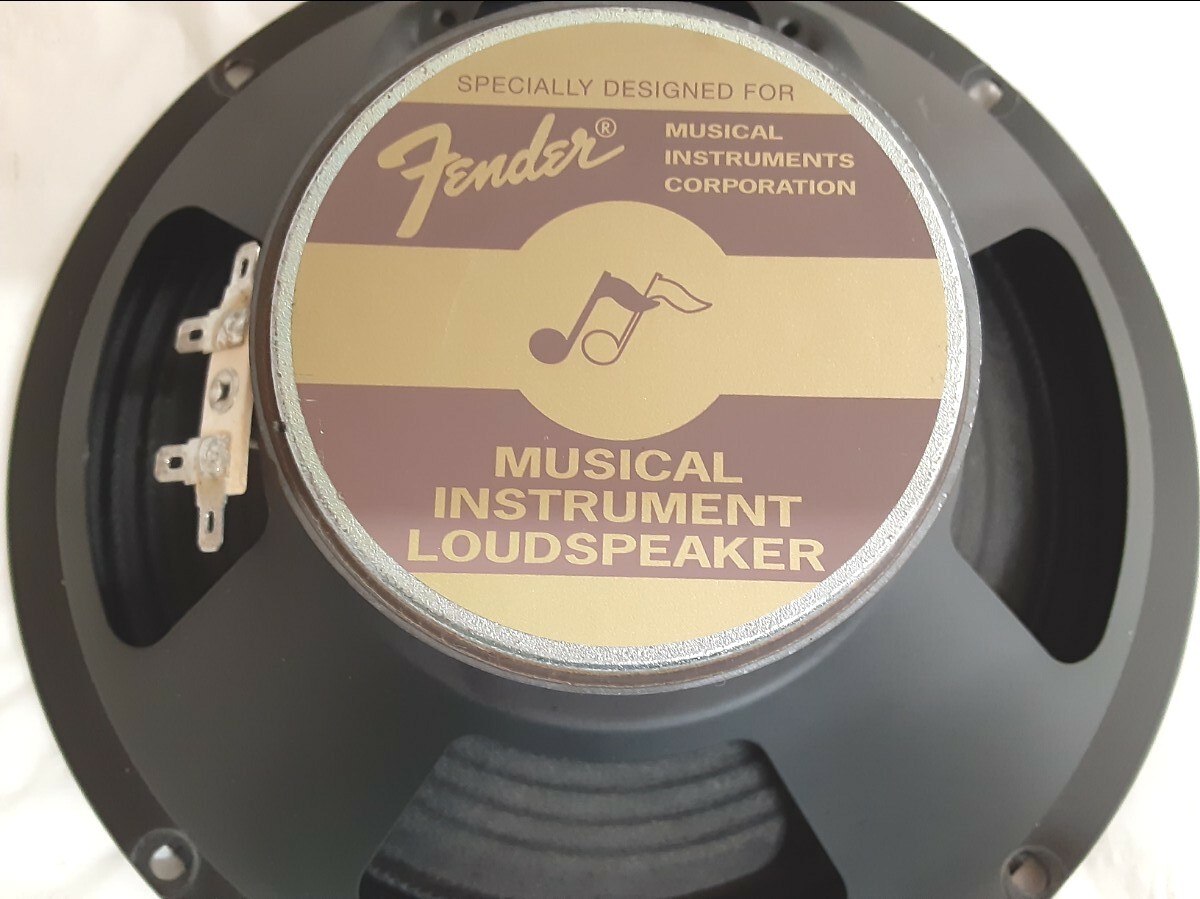 SPECIALLY DESIGNED FOR
Fender®
MUSICAL
INSTRUMENTS
CORPORATION
MUSICAL
INSTRUMENT
LOUDSPEAKER